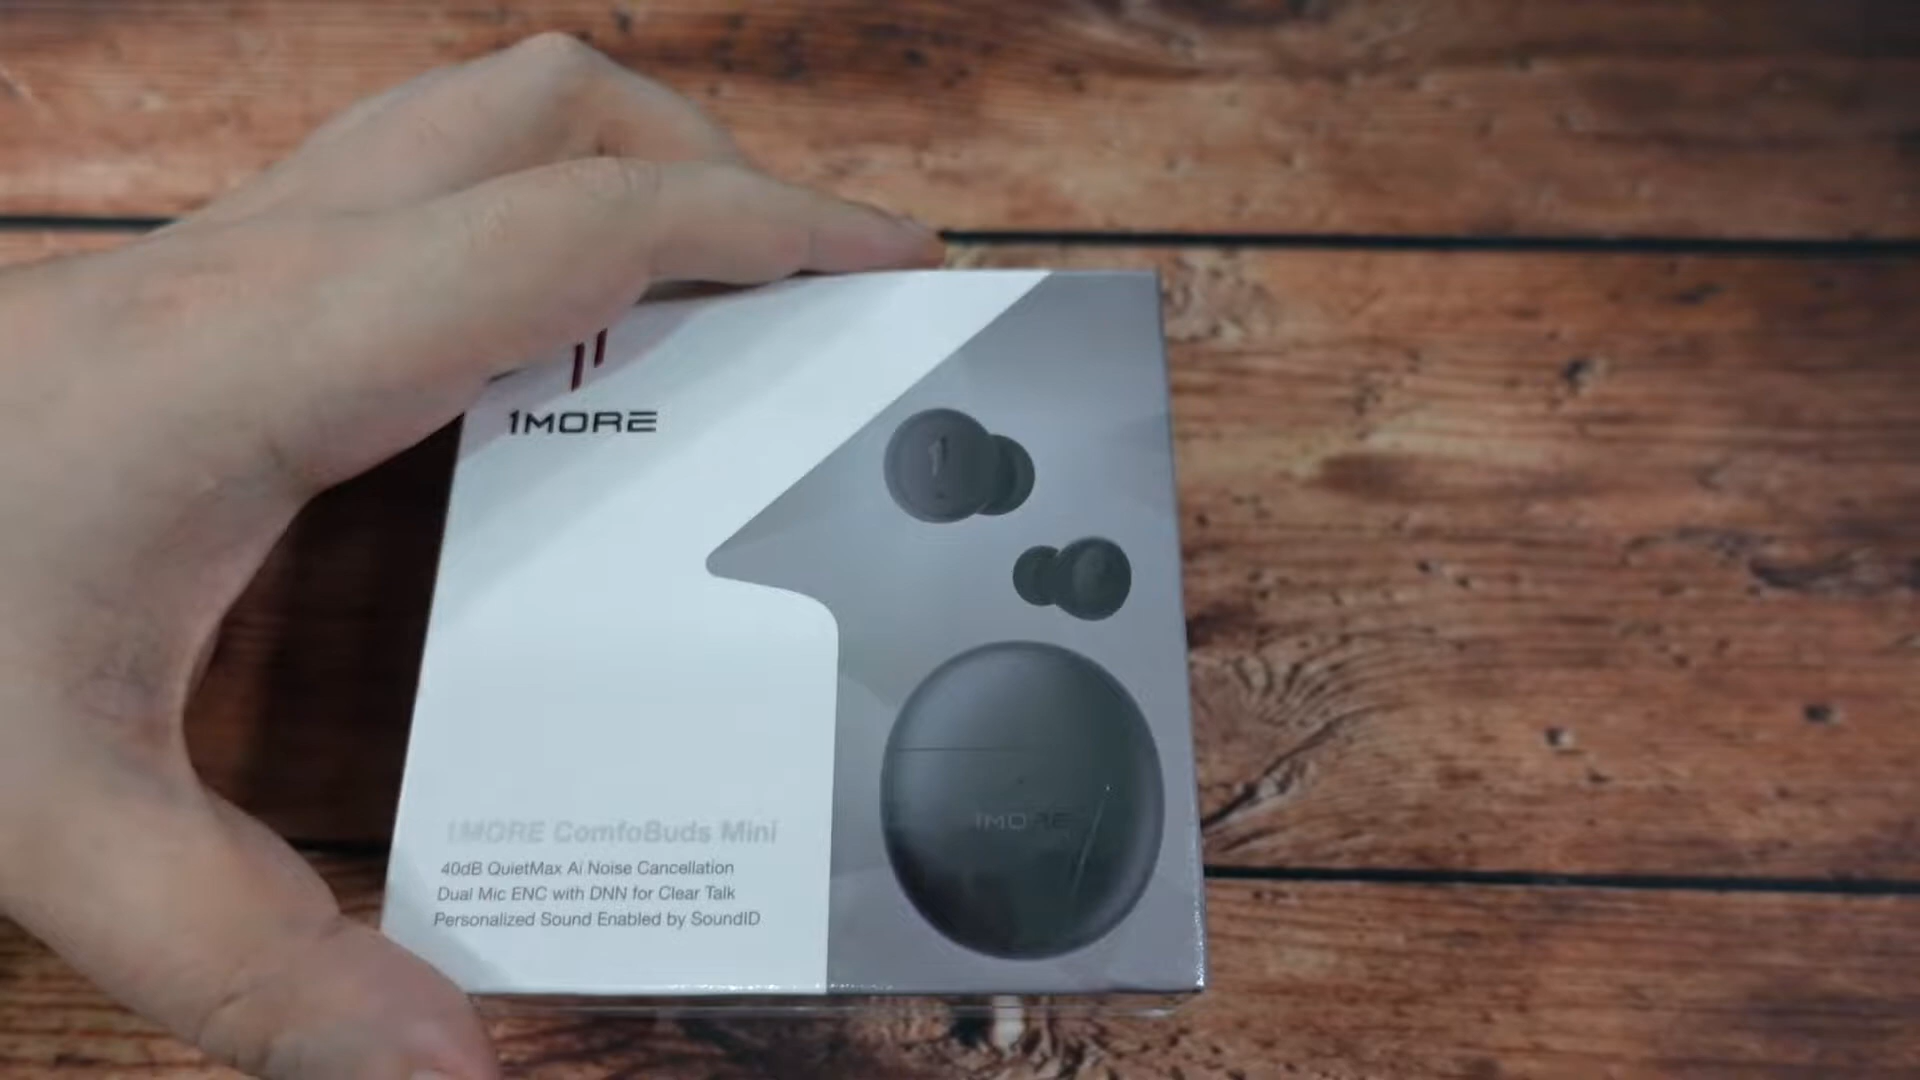 1MORE
1MORE
1MORE ComfoBuds Mini
40dB QuietMax Ai Noise Cancellation
Dual Mic ENC with DNN for Clear Talk
Personalized Sound Enabled by SoundID